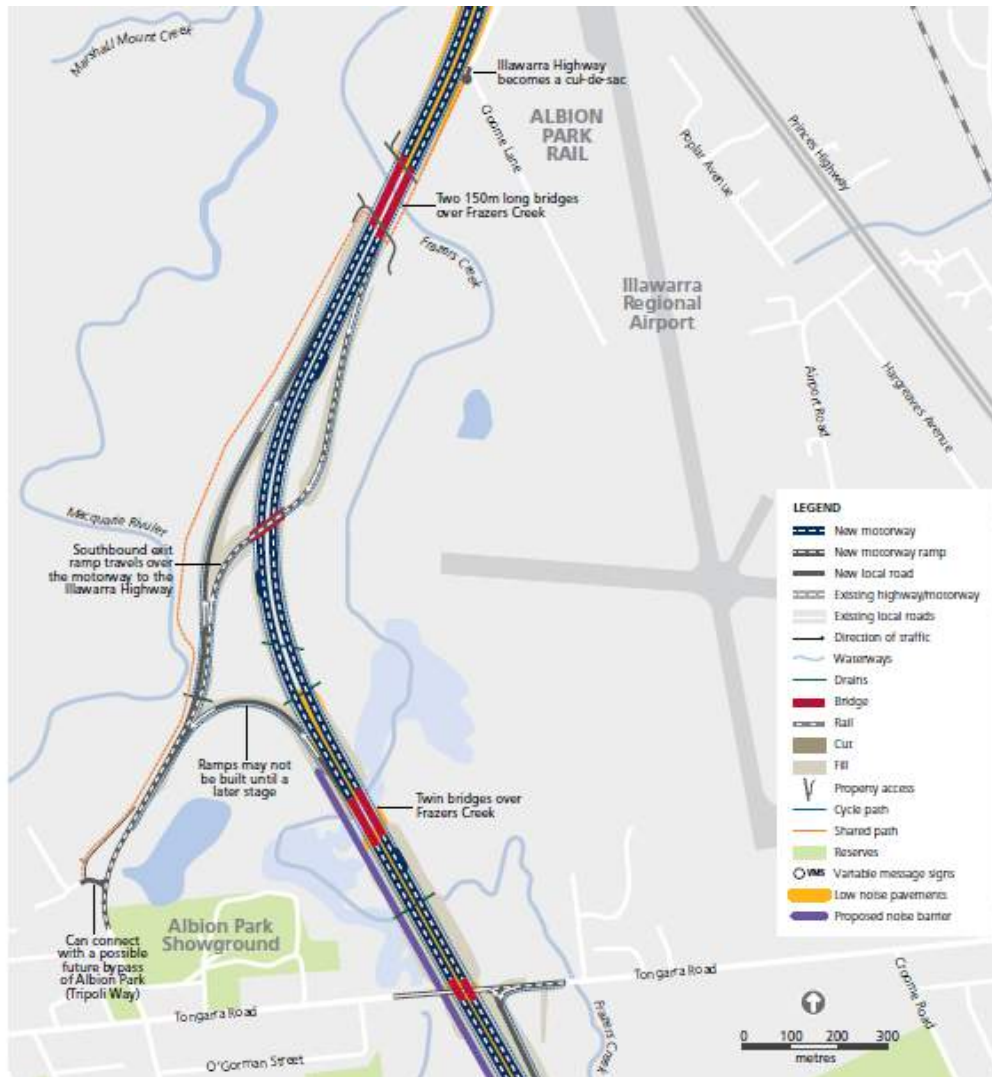 Marshall Mount Creek
Illawarra Highway
becomes a cul-de-sac
ALBION
PARK
RAIL
Croome Lane
Poplar Avenue
Princes Highway
Two 150m long bridges
over Frazers Creek
Frazers Creek
Illawarra
Regional
Airport
Airport Road
Hargreaves Avenue
Macquarie Rivulet
Southbound exit
ramp travels over
the motorway to the
Illawarra Highway
Ramps may not
be built until a
later stage
Twin bridges over
Frazers Creek
LEGEND
New motorway
New motorway ramp
New local road
Existing highway/motorway
Existing local roads
Direction of traffic
Waterways
Drains
Bridge
Rail
Cut
Fill
Property access
Cycle path
Shared path
Reserves
VMS Variable message signs
Low noise pavements
Proposed noise barrier
Albion Park
Showground
Can connect
with a possible
future bypass
of Albion Park
(Tripoli Way)
Tongarra Road
Tongarra Road
O'Gorman Street
Frazers Creek
Croome Road
0 100 200 300
metres